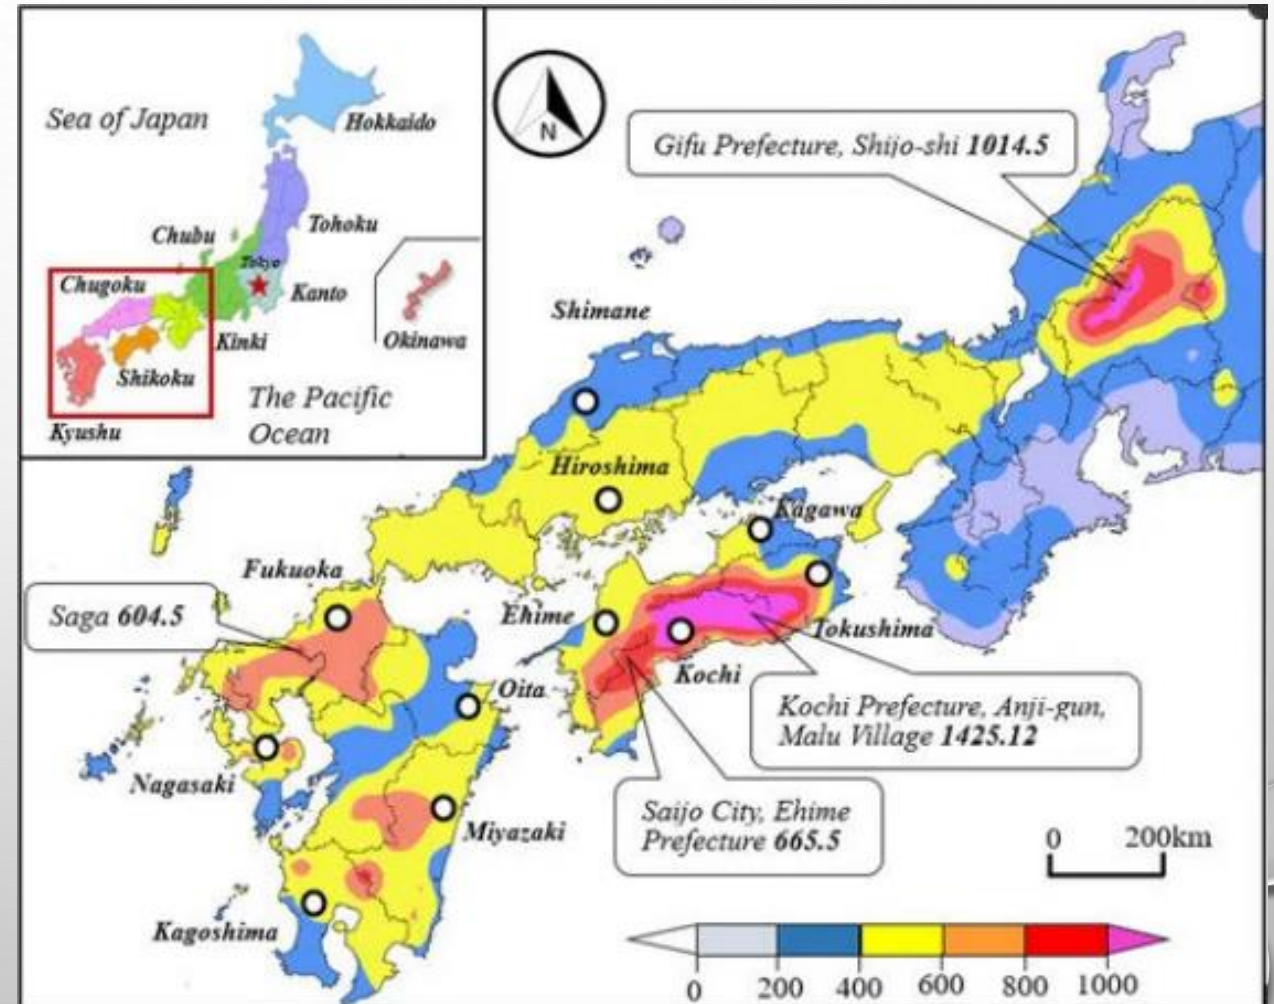 Sea of Japan
Hokkaido
Tohoku
Chubu
Tokyo
Chugoku
Kanto
Okinawa
Kinki
Shikoku
The Pacific
Ocean
Kyushu
N
Gifu Prefecture, Shijo-shi 1014.5
Shimane
Hiroshima
Kagawa
Fukuoka
Saga 604.5
Ehime
Tokushima
Kochi
Oita
Kochi Prefecture, Anji-gun,
Malu Village 1425.12
Nagasaki
Saijo City, Ehime
Prefecture 665.5
Miyazaki
0 200km
Kagoshima
0 200 400 600 800 1000